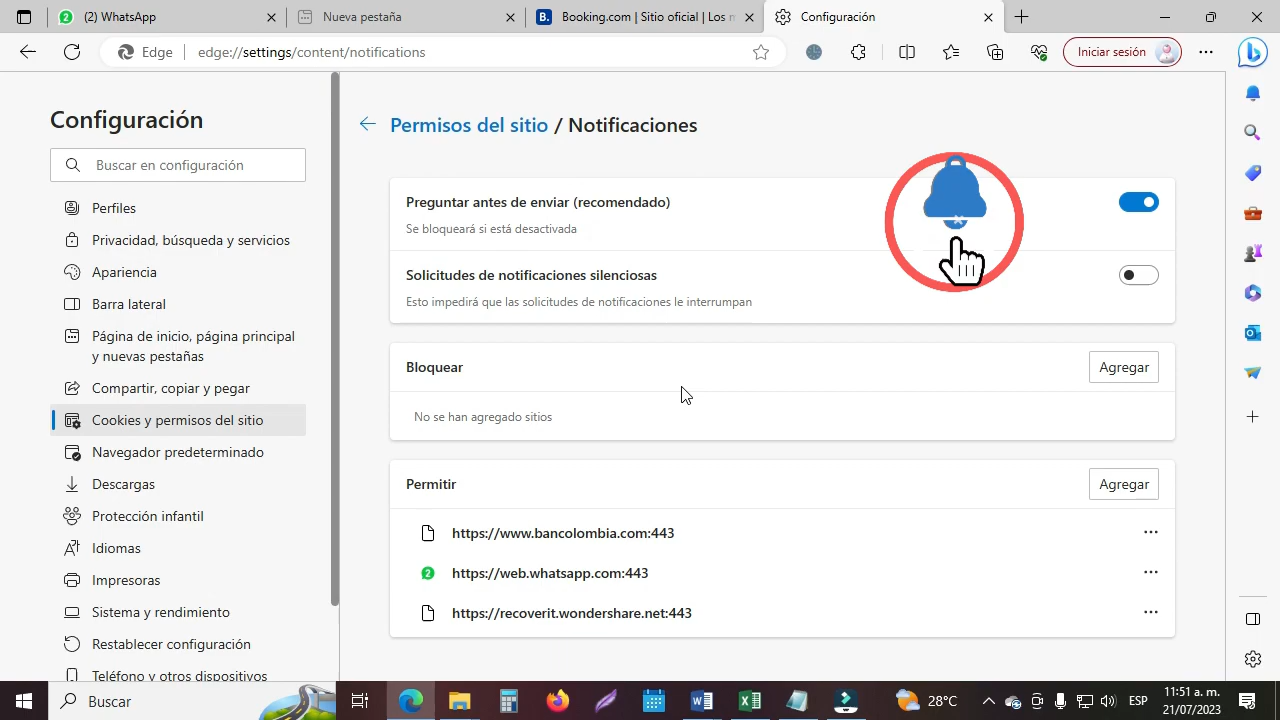 (2) WhatsApp
Nueva pestaña
B. Booking.com | Sitio oficial | Los m
Configuración
Edge
edge://settings/content/notifications
Iniciar sesión
Configuración
Buscar en configuración
Perfiles
Privacidad, búsqueda y servicios
Apariencia
Barra lateral
Página de inicio, página principal
y nuevas pestañas
Compartir, copiar y pegar
Cookies y permisos del sitio
Navegador predeterminado
Descargas
Protección infantil
Idiomas
Impresoras
Sistema y rendimiento
Restablecer configuración
Teléfono y otros dispositivos
Permisos del sitio / Notificaciones
Preguntar antes de enviar (recomendado)
Se bloqueará si está desactivada
Solicitudes de notificaciones silenciosas
Esto impedirá que las solicitudes de notificaciones le interrumpan
Bloquear
Agregar
No se han agregado sitios
Permitir
Agregar
https://www.bancolombia.com:443
2 https://web.whatsapp.com:443
https://recoverit.wondershare.net:443
Buscar
28°C
ESP
11:51 a. m.
21/07/2023